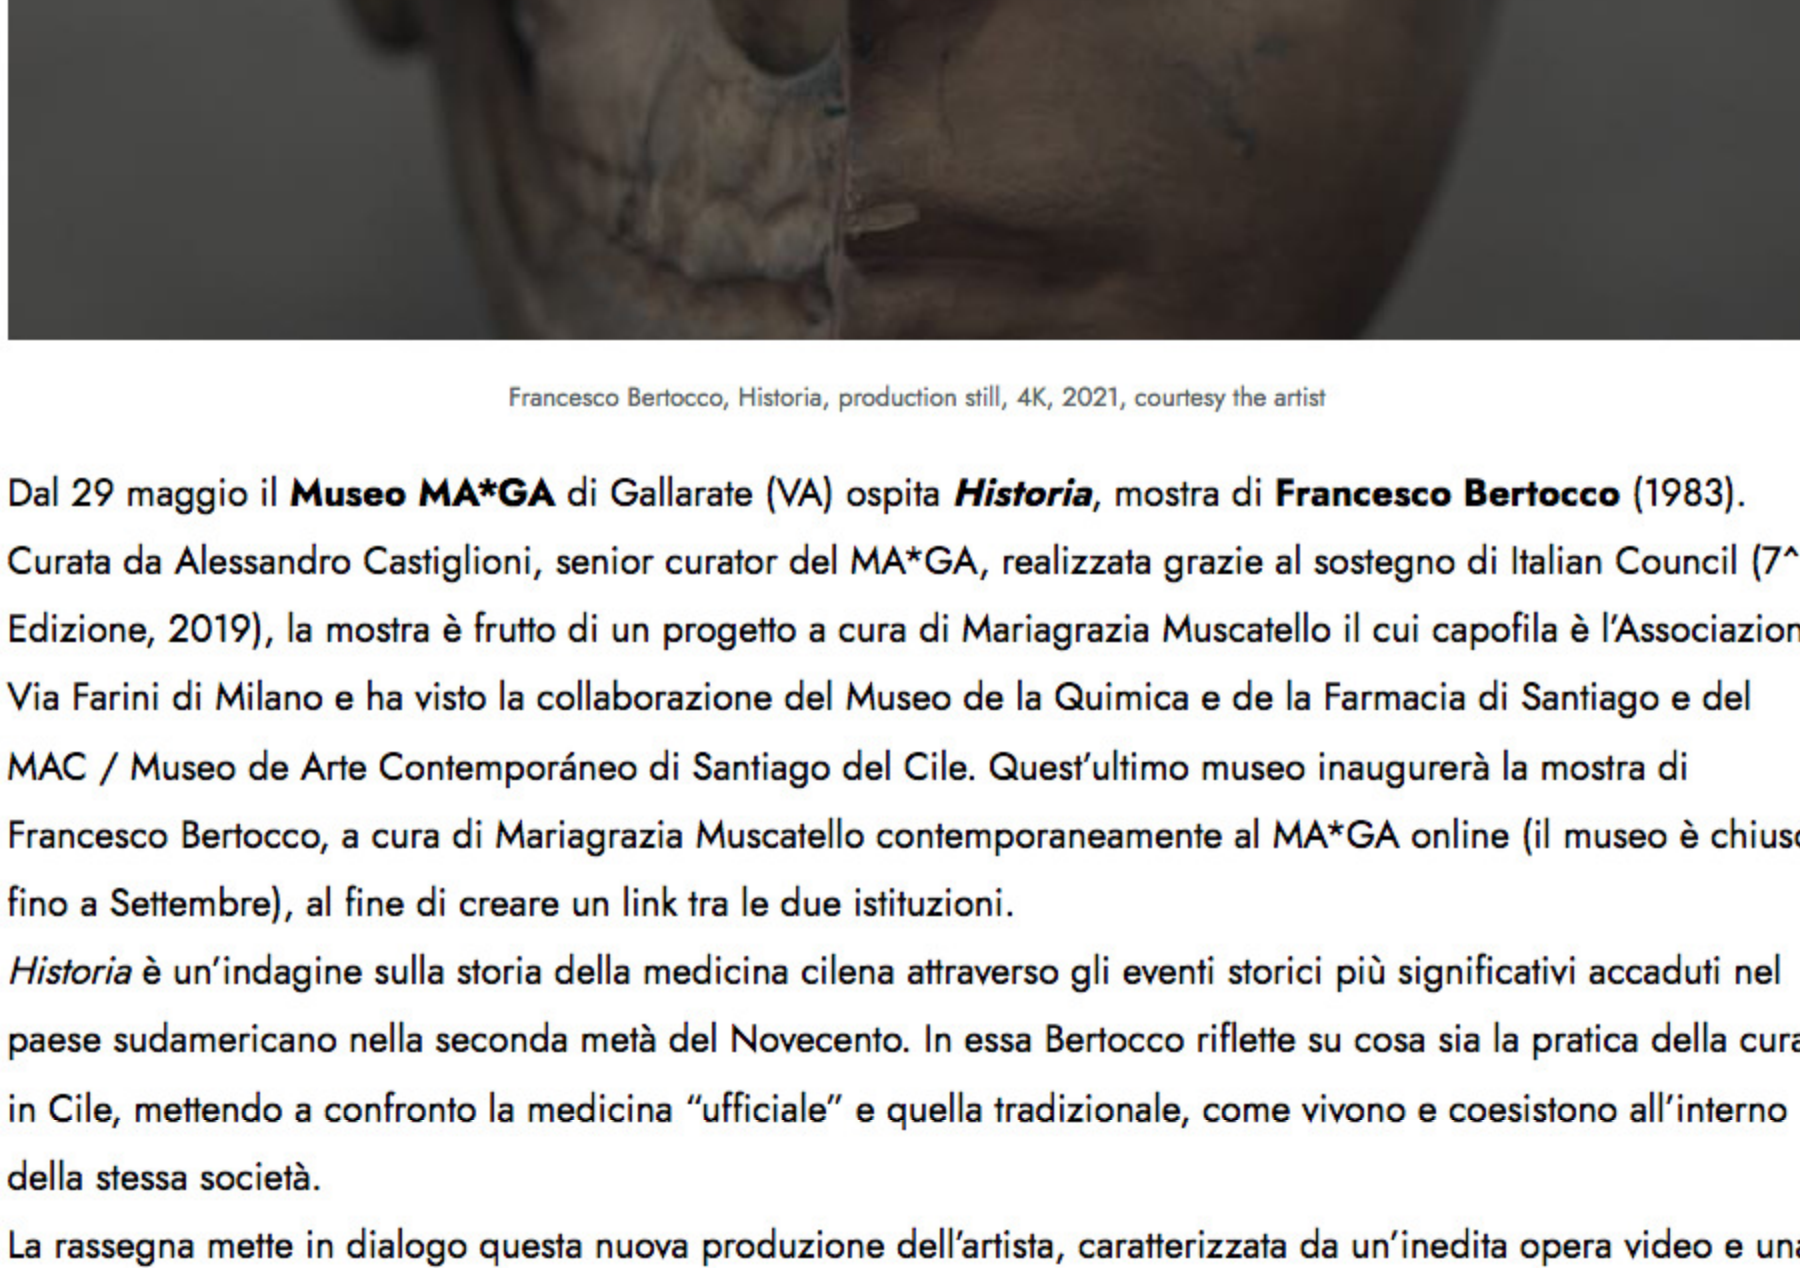 Francesco Bertocco, Historia, production still, 4K, 2021, courtesy the artist
Dal 29 maggio il Museo MA*GA di Gallarate (VA) ospita Historia, mostra di Francesco Bertocco (1983).
Curata da Alessandro Castiglioni, senior curator del MA*GA, realizzata grazie al sostegno di Italian Council (7^
Edizione, 2019), la mostra è frutto di un progetto a cura di Mariagrazia Muscatello il cui capofila è l’Associazion
Via Farini di Milano e ha visto la collaborazione del Museo de la Quimica e de la Farmacia di Santiago e del
MAC / Museo de Arte Contemporáneo di Santiago del Cile. Quest’ultimo museo inaugurerà la mostra di
Francesco Bertocco, a cura di Mariagrazia Muscatello contemporaneamente al MA*GA online (il museo è chiuso
fino a Settembre), al fine di creare un link tra le due istituzioni.
Historia è un’indagine sulla storia della medicina cilena attraverso gli eventi storici più significativi accaduti nel
paese sudamericano nella seconda metà del Novecento. In essa Bertocco riflette su cosa sia la pratica della cura
in Cile, mettendo a confronto la medicina “ufficiale” e quella tradizionale, come vivono e coesistono all’interno
della stessa società.
La rassegna mette in dialogo questa nuova produzione dell’artista, caratterizzata da un’inedita opera video e una